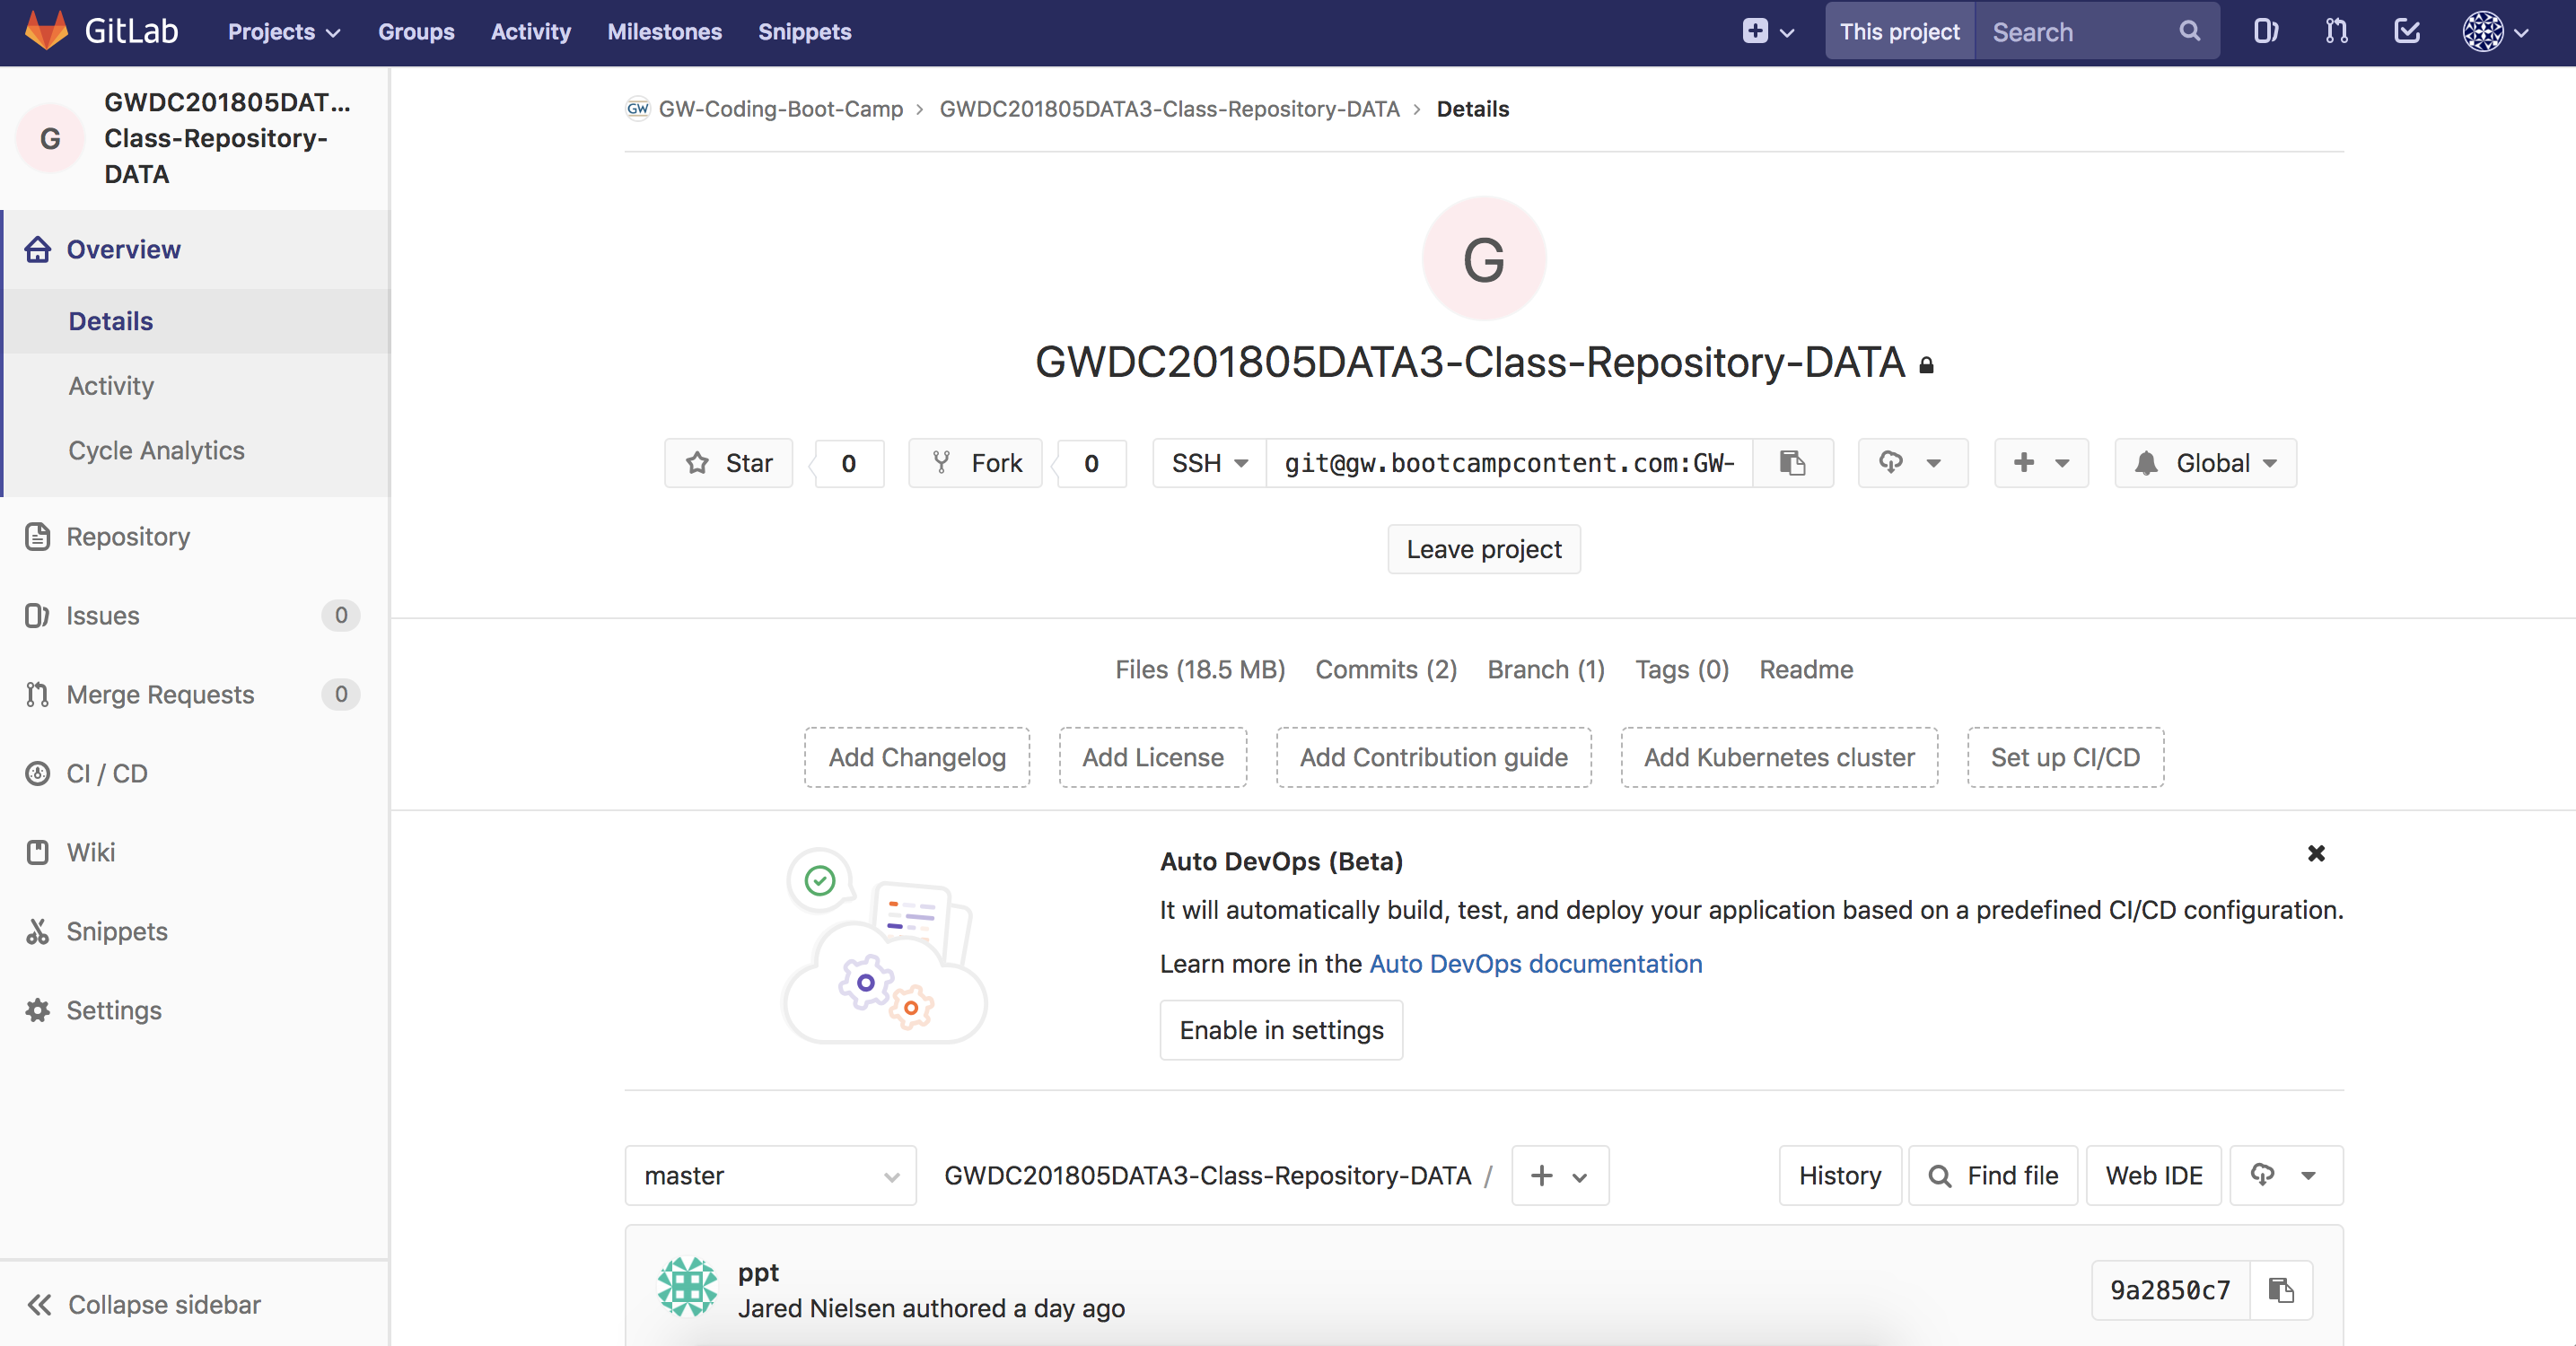 GitLab Projects Groups Activity Milestones Snippets This project Search
GWDC201805DAT...
G
Class-Repository-
DATA
Overview
Details
Activity
Cycle Analytics
Repository
Issues 0
Merge Requests 0
CI / CD
Wiki
Snippets
Settings
Collapse sidebar
GW GW-Coding-Boot-Camp > GWDC201805DATA3-Class-Repository-DATA > Details
G
GWDC201805DATA3-Class-Repository-DATA
Star 0 Fork 0 SSH git@gw.bootcampcontent.com:GW- Global
Leave project
Files (18.5 MB) Commits (2) Branch (1) Tags (0) Readme
Add Changelog Add License Add Contribution guide Add Kubernetes cluster Set up CI/CD
Auto DevOps (Beta)
It will automatically build, test, and deploy your application based on a predefined CI/CD configuration.
Learn more in the Auto DevOps documentation
Enable in settings
master GWDC201805DATA3-Class-Repository-DATA / History Find file Web IDE
ppt
Jared Nielsen authored a day ago
9a2850c7